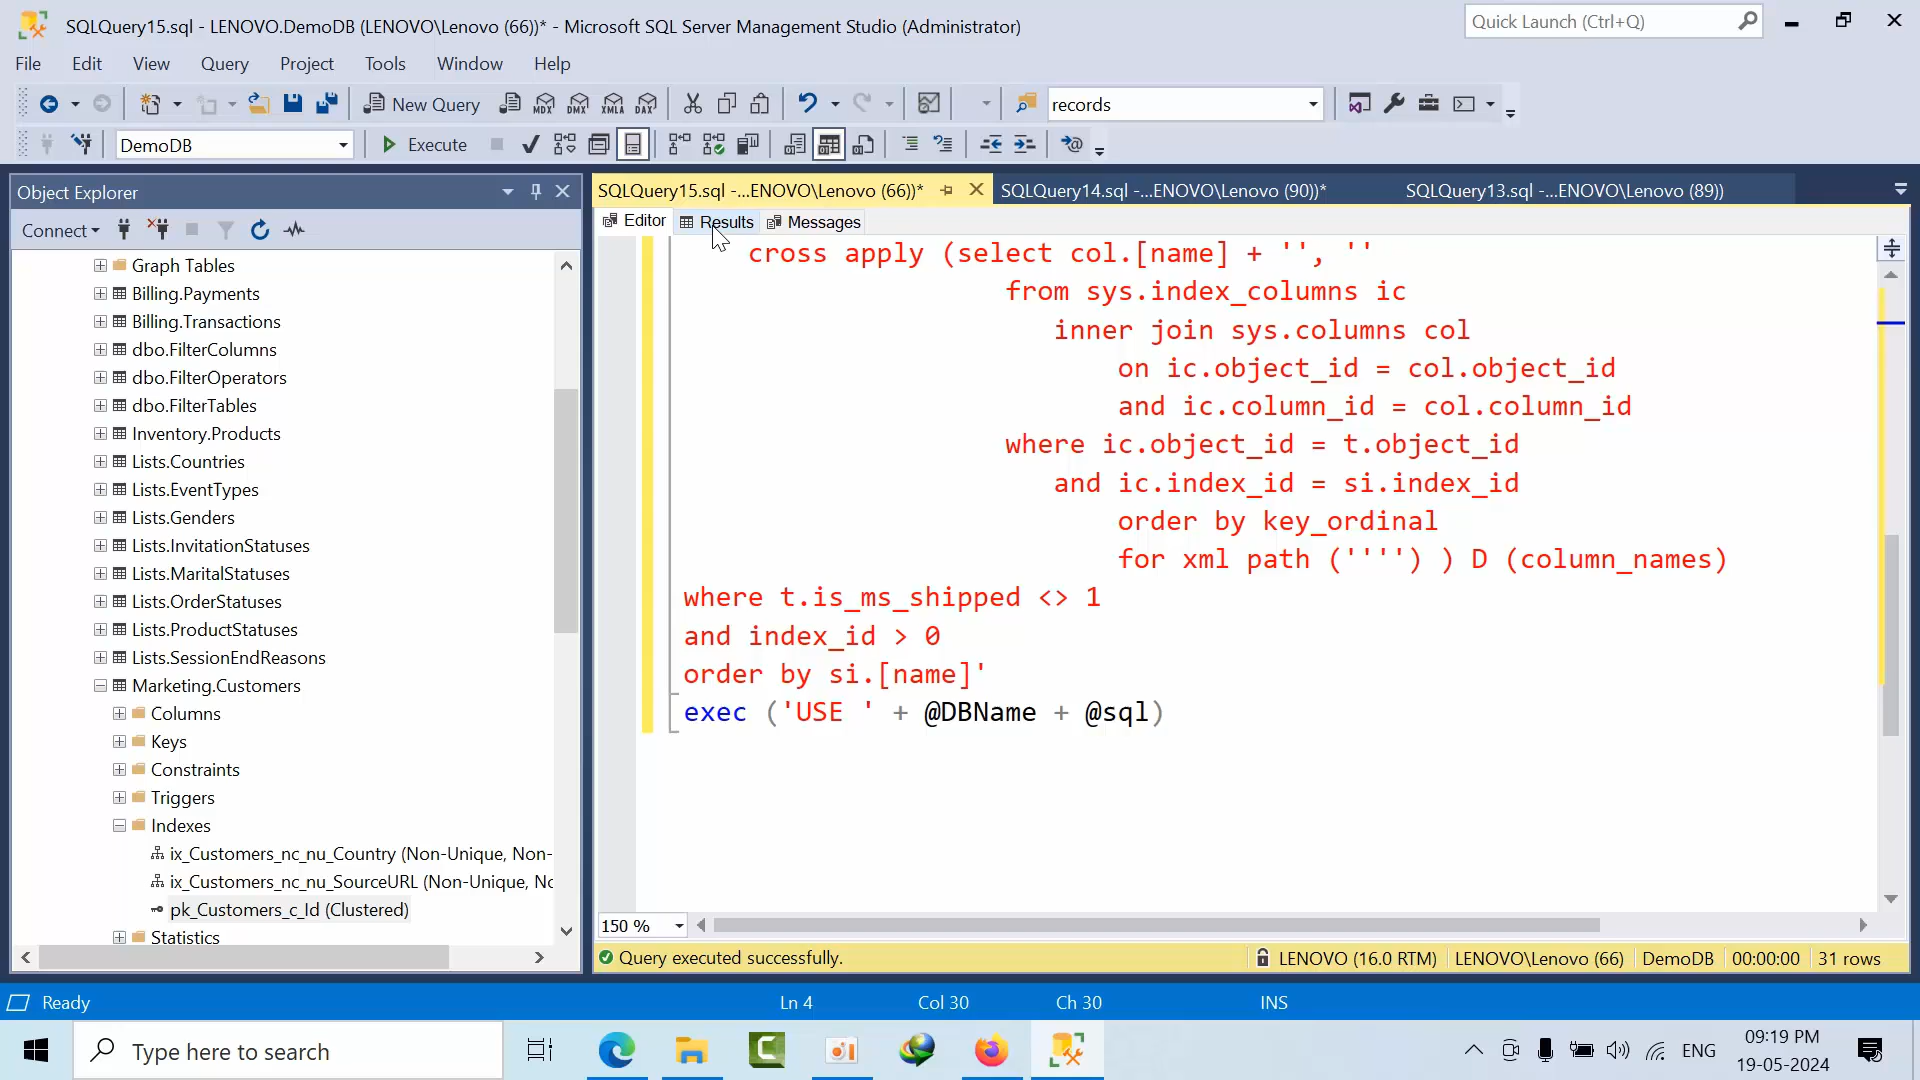 SQLQuery15.sql - LENOVO.DemoDB (LENOVO\Lenovo (66))* - Microsoft SQL Server Management Studio (Administrator)
Quick Launch (Ctrl+Q)
File Edit View Query Project Tools Window Help
New Query MDX DMX XMLA DAX records
DemoDB Execute
Object Explorer
SQLQuery15.sql -...ENOVO\Lenovo (66))* SQLQuery14.sql -...ENOVO\Lenovo (90))* SQLQuery13.sql -...ENOVO\Lenovo (89))
Connect
Editor Results Messages
Graph Tables
Billing.Payments
Billing.Transactions
dbo.FilterColumns
dbo.FilterOperators
dbo.FilterTables
Inventory.Products
Lists.Countries
Lists.EventTypes
Lists.Genders
Lists.InvitationStatuses
Lists.MaritalStatuses
Lists.OrderStatuses
Lists.ProductStatuses
Lists.SessionEndReasons
Marketing.Customers
Columns
Keys
Constraints
Triggers
Indexes
ix_Customers_nc_nu_Country (Non-Unique, Non-
ix_Customers_nc_nu_SourceURL (Non-Unique, No
pk_Customers_c_Id (Clustered)
Statistics
cross apply (select col.[name] + '', ''
from sys.index_columns ic
inner join sys.columns col
on ic.object_id = col.object_id
and ic.column_id = col.column_id
where ic.object_id = t.object_id
and ic.index_id = si.index_id
order by key_ordinal
for xml path ('''') ) D (column_names)
where t.is_ms_shipped <> 1
and index_id > 0
order by si.[name]'
exec ('USE ' + @DBName + @sql)
150 %
Query executed successfully. LENOVO (16.0 RTM) LENOVO\Lenovo (66) DemoDB 00:00:00 31 rows
Ready Ln 4 Col 30 Ch 30 INS
Type here to search
ENG
09:19 PM
19-05-2024